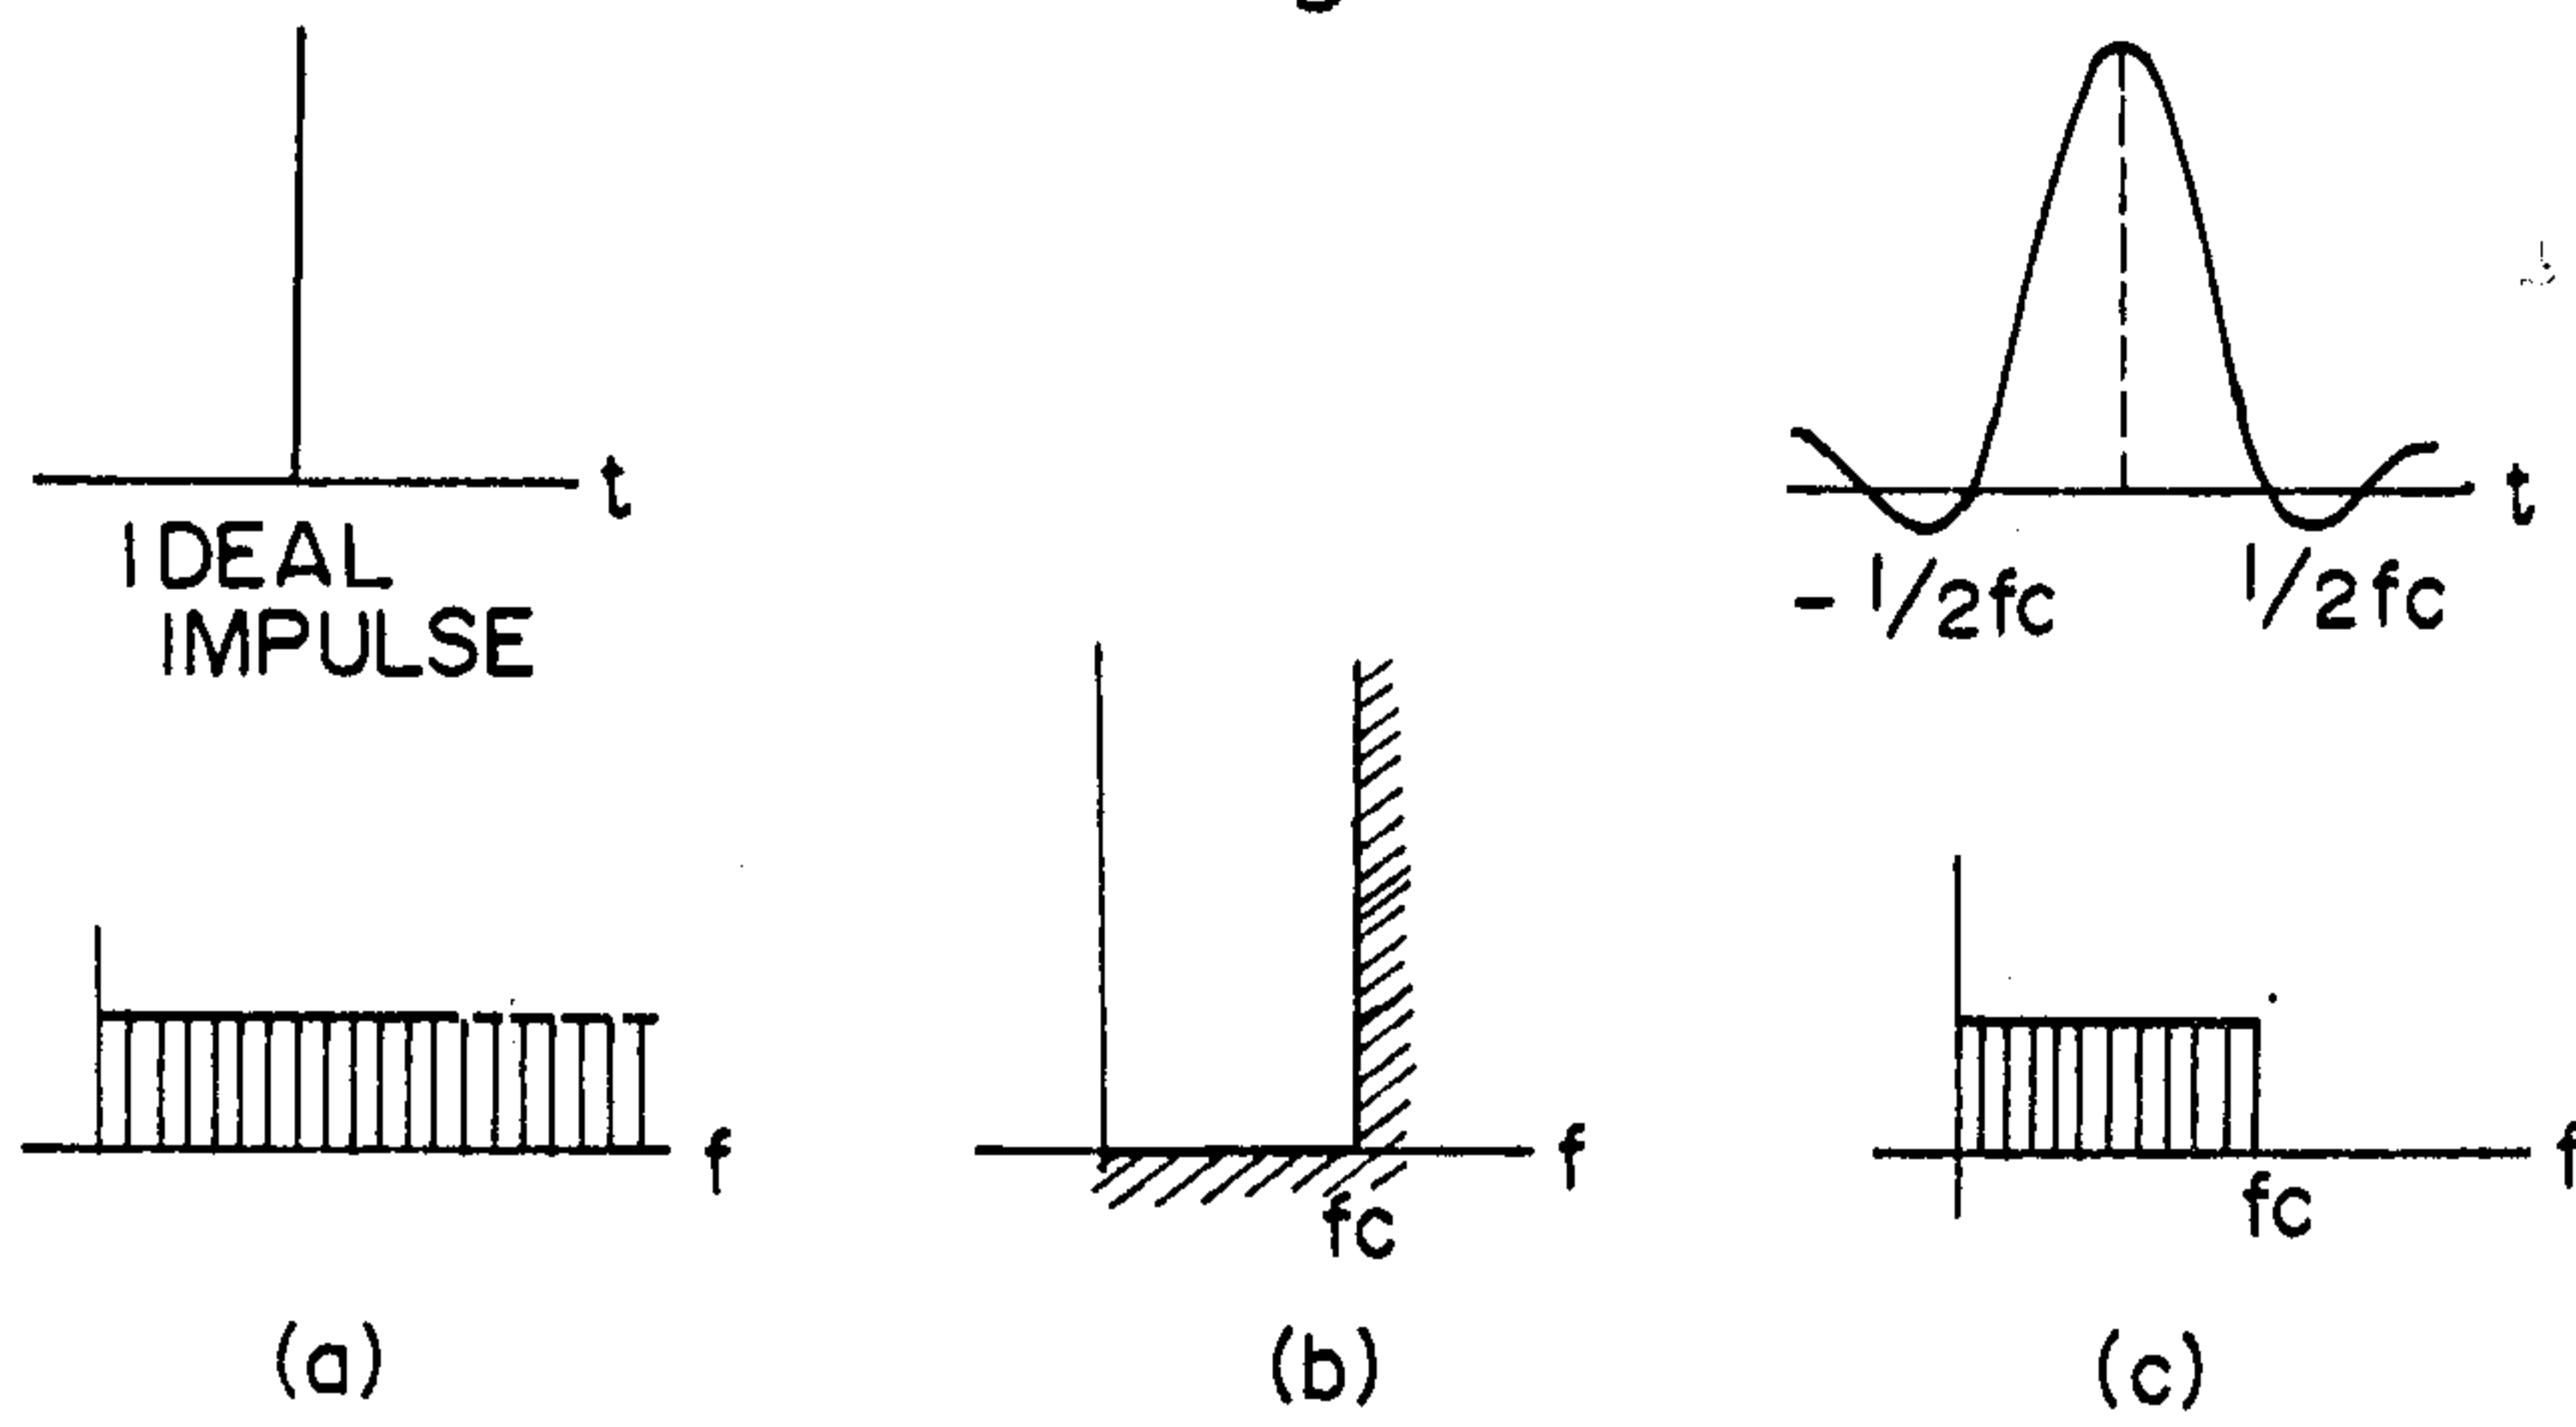 t
IDEAL
IMPULSE
t
- 1/2fc
1/2fc
f
f
fc
f
fc
(a)
(b)
(c)